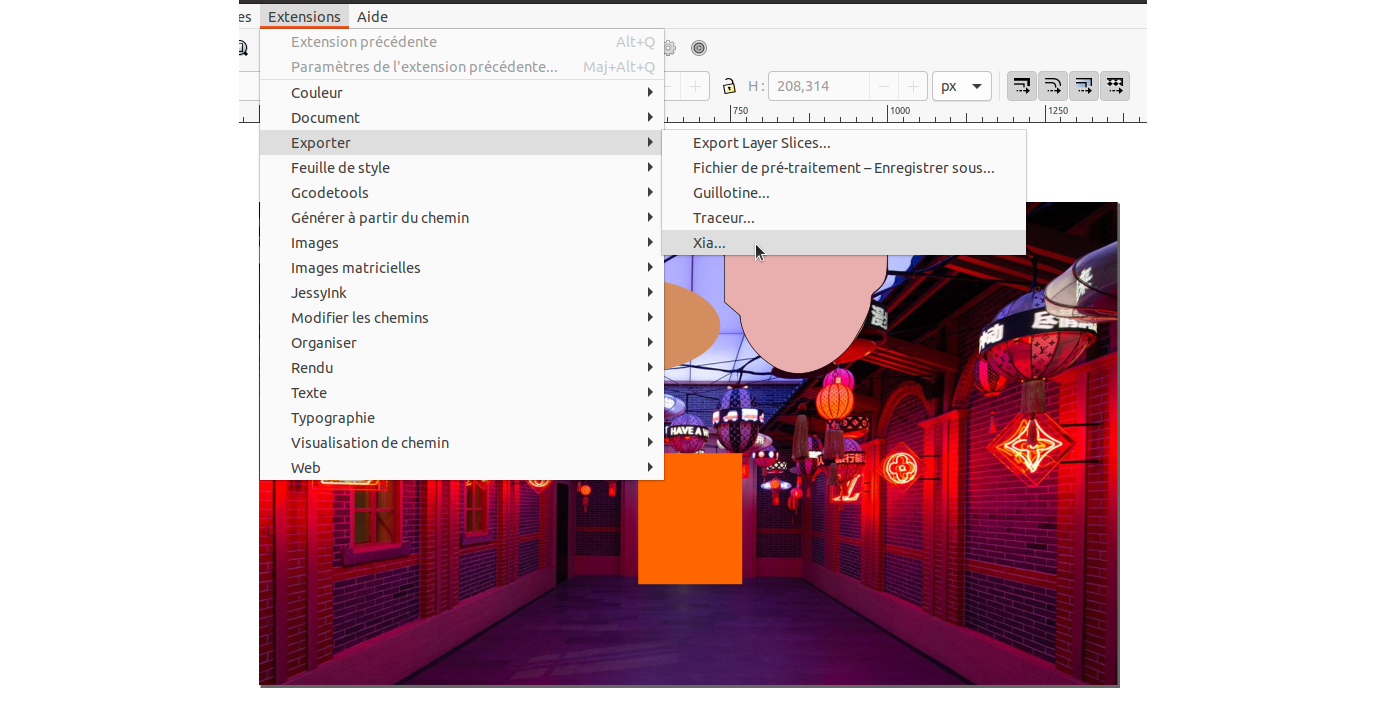 es Extensions Aide
Extension précédente Alt+Q
Paramètres de l'extension précédente... Maj+Alt+Q
H: 208,314 px
Couleur
750 1000 1250
Document
Exporter
Export Layer Slices...
Feuille de style
Fichier de pré-traitement – Enregistrer sous...
Gcodetools
Guillotine...
Générer à partir du chemin
Traceur...
Images
Xia...
Images matricielles
JessyInk
Modifier les chemins
Organiser
Rendu
Texte
Typographie
HAVE A
Visualisation de chemin
Web